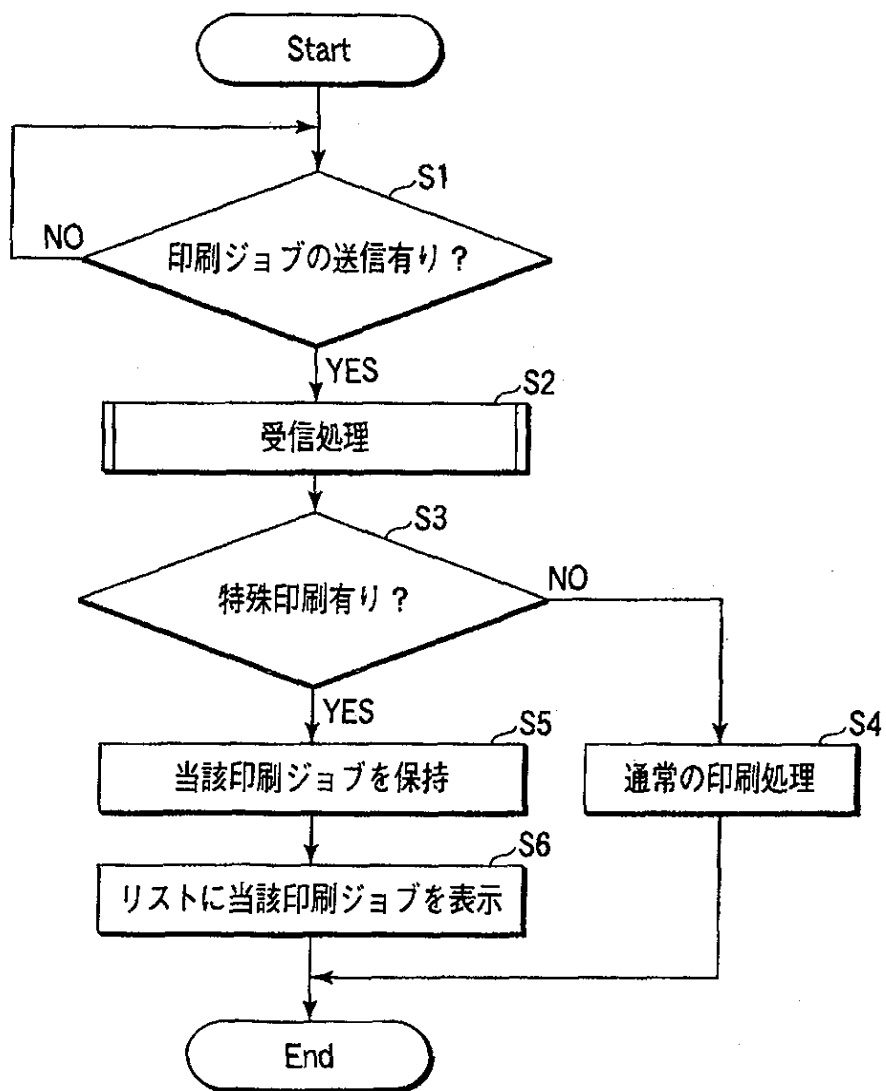 Start
S1
NO
印刷ジョブの送信有り？
YES
S2
受信処理
S3
特殊印刷有り？
NO
YES
S5
当該印刷ジョブを保持
S4
通常の印刷処理
S6
リストに当該印刷ジョブを表示
End